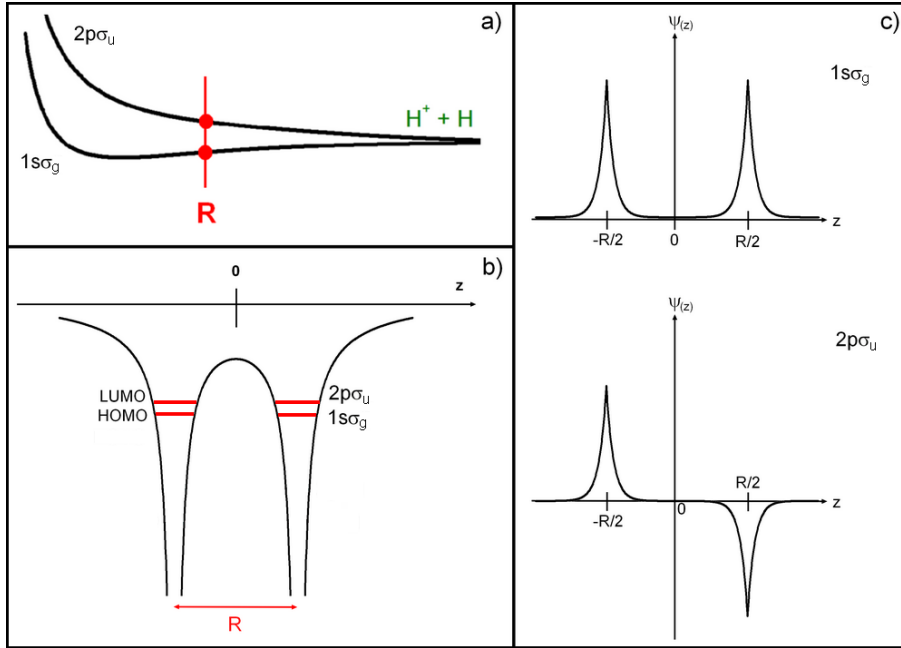 a)
2pσu
H+ + H
1sσg
R
b)
0
z
LUMO
2pσu
HOMO
1sσg
R
c)
ψ(z)
1sσg
z
-R/2
0
R/2
ψ(z)
2pσu
R/2
z
-R/2
0